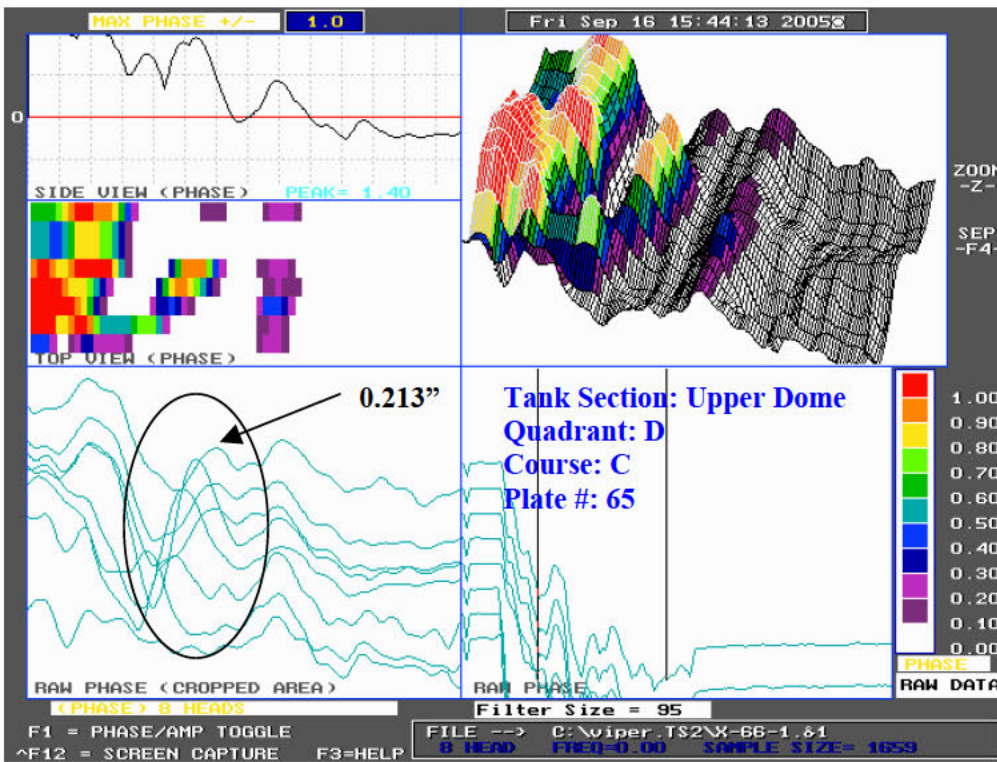 MAX PHASE +/- 1.0
Fri Sep 16 15:44:13 2005
0
SIDE VIEW (PHASE) PEAK= 1.40
TOP VIEW (PHASE)
ZOOM
-Z-
SEP
-F4-
0.213”
Tank Section: Upper Dome
Quadrant: D
Course: C
Plate #: 65
1.00
0.90
0.80
0.70
0.60
0.50
0.40
0.30
0.20
0.10
0.00
PHASE
RAW DATA
RAW PHASE (CROPPED AREA)
RAW PHASE
(PHASE) 8 HEADS
Filter Size = 95
F1 = PHASE/AMP TOGGLE
^F12 = SCREEN CAPTURE F3=HELP
FILE --> C:\viper.TS2\X-66-1.&1
8 HEAD FREQ=0.00 SAMPLE SIZE= 1659